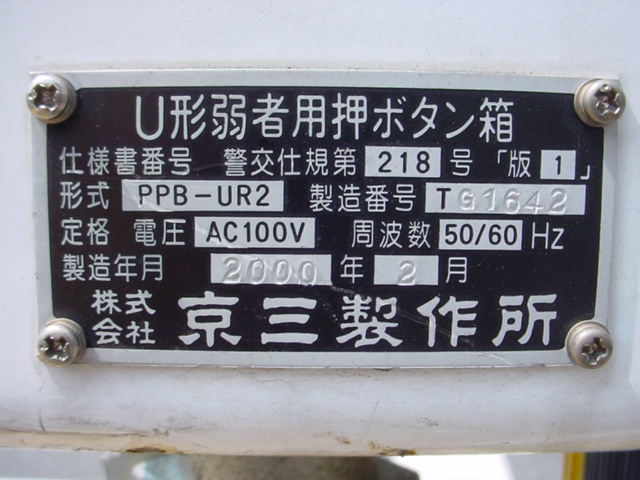 U形弱者用押ボタン箱
仕様書番号 警交仕規第 218 号 「版 1」
形式 PPB-UR2 製造番号 TG1642
定格 電圧 AC100V 周波数 50/60 Hz
製造年月 2000 年 2 月
株式会社 京三製作所